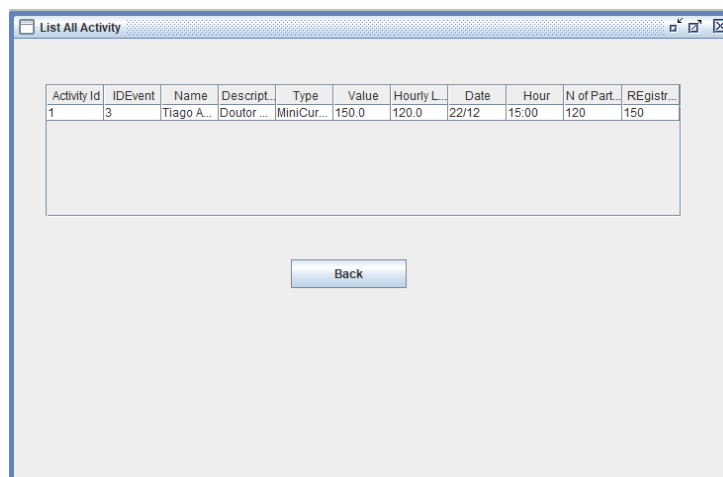 List All Activity
Activity Id IDEvent Name Descript... Type Value Hourly L... Date Hour N of Part... REgistr...
1 3 Tiago A... Doutor ... MiniCur... 150.0 120.0 22/12 15:00 120 150
Back